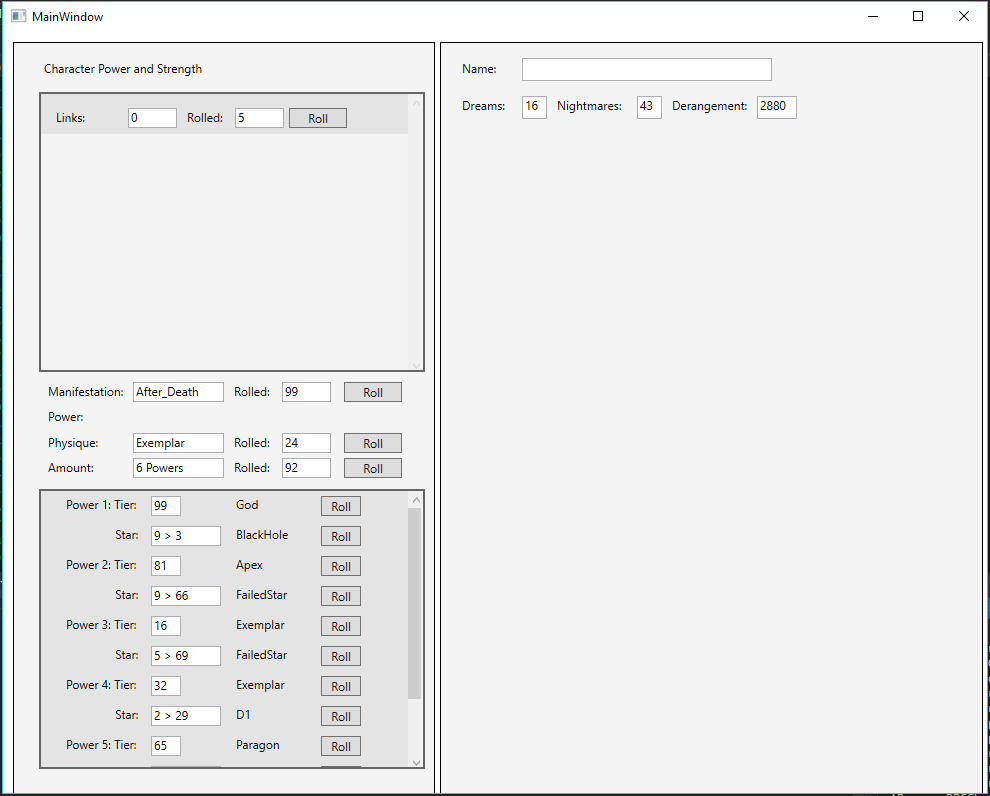 MainWindow
Character Power and Strength
Links: 0 Rolled: 5 Roll
Manifestation: After_Death Rolled: 99 Roll
Power:
Physique: Exemplar Rolled: 24 Roll
Amount: 6 Powers Rolled: 92 Roll
Power 1: Tier: 99 God Roll
Star: 9 > 3 BlackHole Roll
Power 2: Tier: 81 Apex Roll
Star: 9 > 66 FailedStar Roll
Power 3: Tier: 16 Exemplar Roll
Star: 5 > 69 FailedStar Roll
Power 4: Tier: 32 Exemplar Roll
Star: 2 > 29 D1 Roll
Power 5: Tier: 65 Paragon Roll
Name:
Dreams: 16 Nightmares: 43 Derangement: 2880